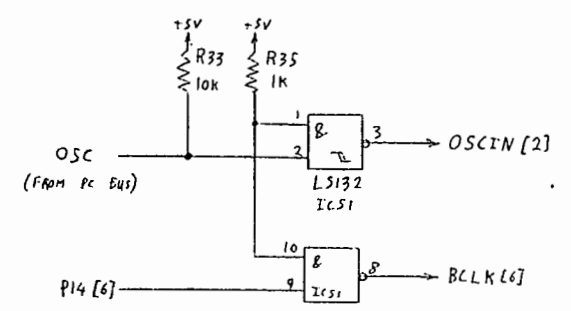 +5V
+5V
R33
10k
R35
1K
1
&
3
OSCIN [2]
OSC
2
(FROM PC BUS)
LS132
IC51
10
&
8
BCLK [6]
P14 [6]
9
IC51